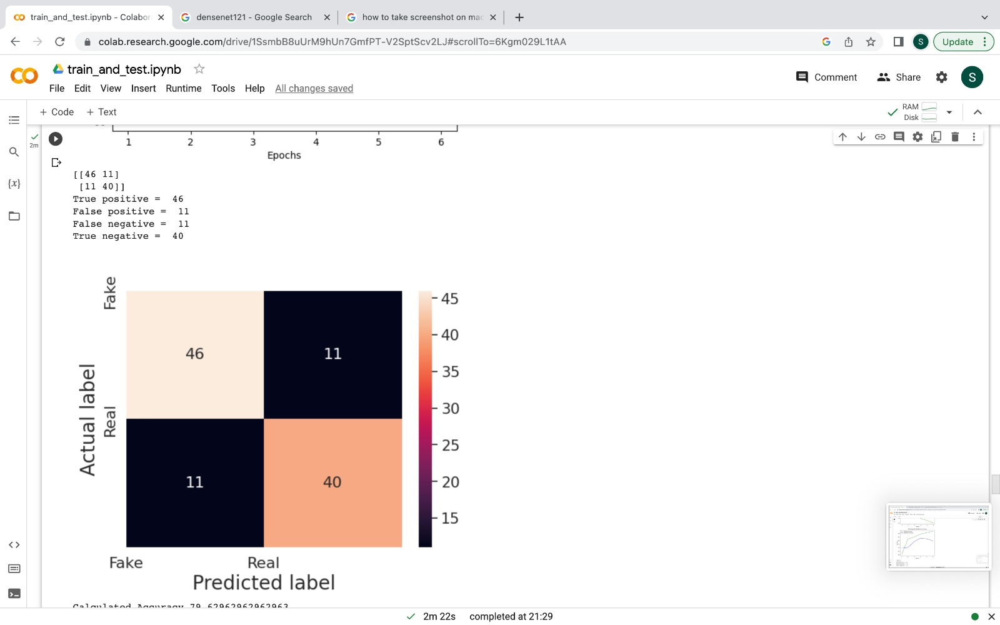 train_and_test.ipynb - Colabor
densenet121 - Google Search
how to take screenshot on mac
colab.research.google.com/drive/1SsmbB8uUrM9hUn7GmfPT-V2SptScv2LJ#scrollTo=6Kgm029L1tAA
S
Update
train_and_test.ipynb
File Edit View Insert Runtime Tools Help All changes saved
Comment
Share
S
+ Code + Text
RAM
Disk
2m
1 2 3 4 5 6
Epochs
[[46 11]
[11 40]]
True positive = 46
False positive = 11
False negative = 11
True negative = 40
Actual label
Fake
Real
46 11
11 40
45
40
35
30
25
20
15
Fake Real
Predicted label
Calculated Accuracy 79.62962962962963
2m 22s completed at 21:29